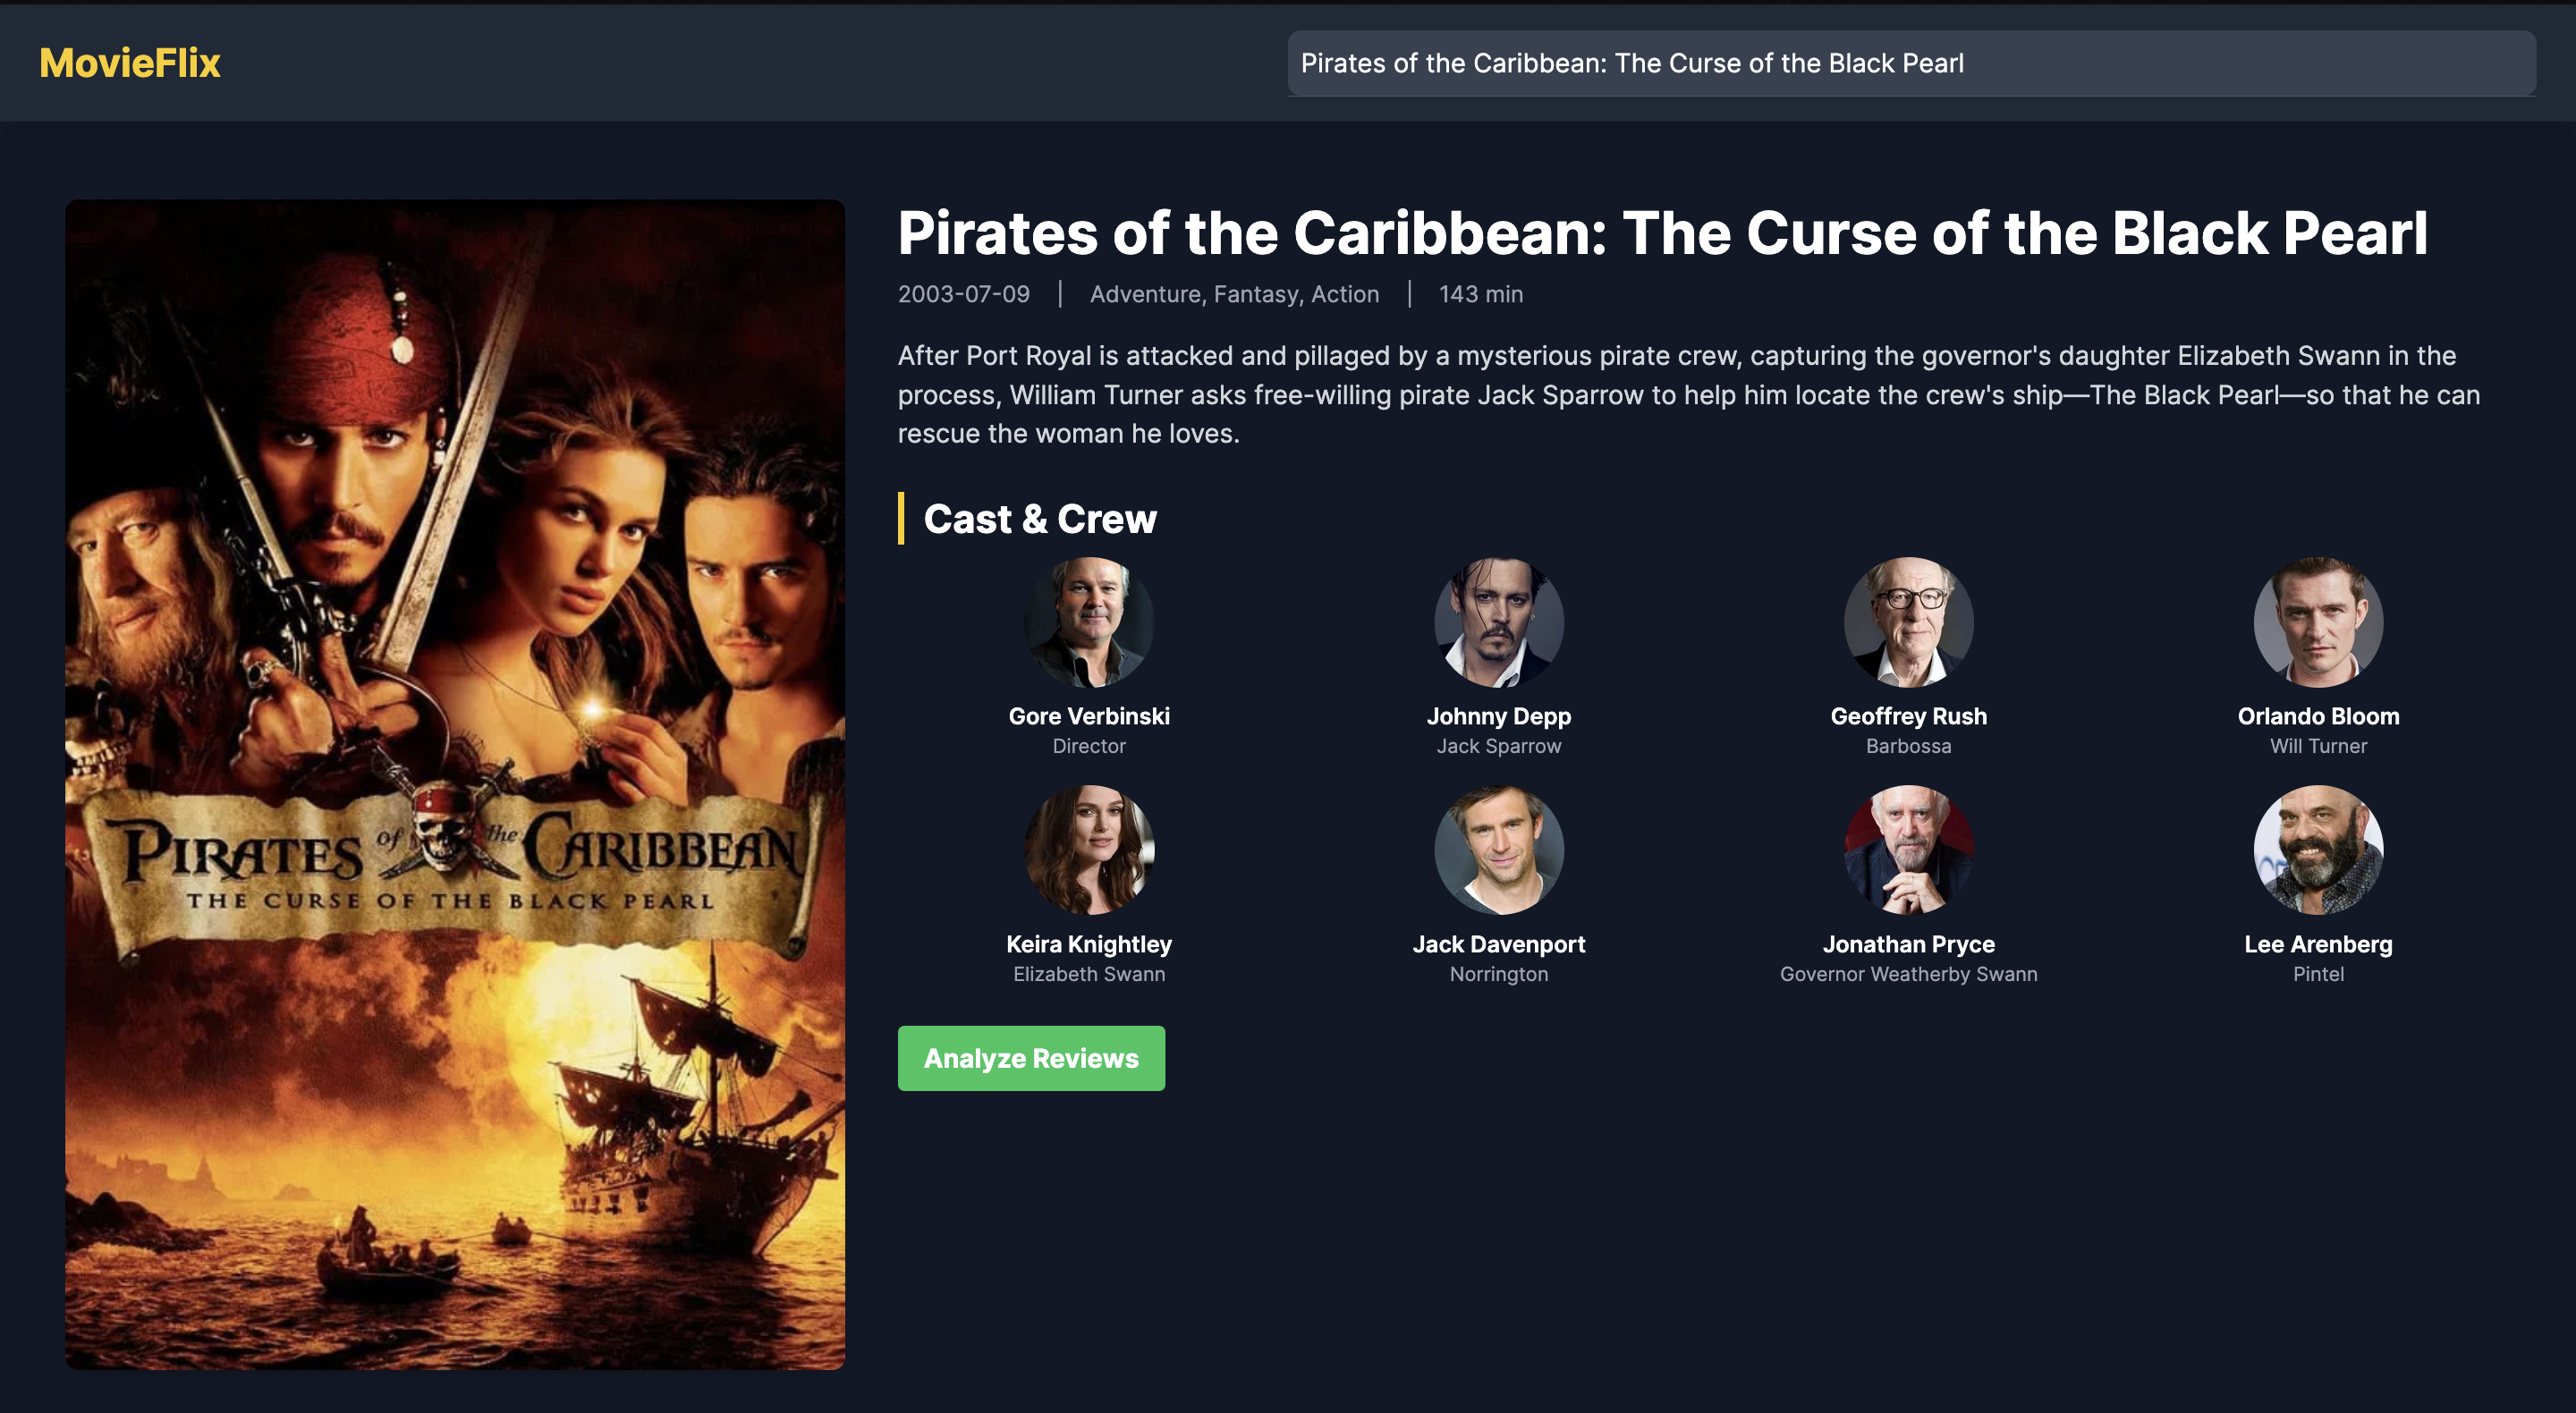 MovieFlix
Pirates of the Caribbean: The Curse of the Black Pearl
Pirates of the Caribbean: The Curse of the Black Pearl
2003-07-09 | Adventure, Fantasy, Action | 143 min
After Port Royal is attacked and pillaged by a mysterious pirate crew, capturing the governor's daughter Elizabeth Swann in the
process, William Turner asks free-willing pirate Jack Sparrow to help him locate the crew's ship—The Black Pearl—so that he can
rescue the woman he loves.
Cast & Crew
Gore Verbinski
Director
Johnny Depp
Jack Sparrow
Geoffrey Rush
Barbossa
Orlando Bloom
Will Turner
Keira Knightley
Elizabeth Swann
Jack Davenport
Norrington
Jonathan Pryce
Governor Weatherby Swann
Lee Arenberg
Pintel
Analyze Reviews
PIRATES of the CARIBBEAN
THE CURSE OF THE BLACK PEARL